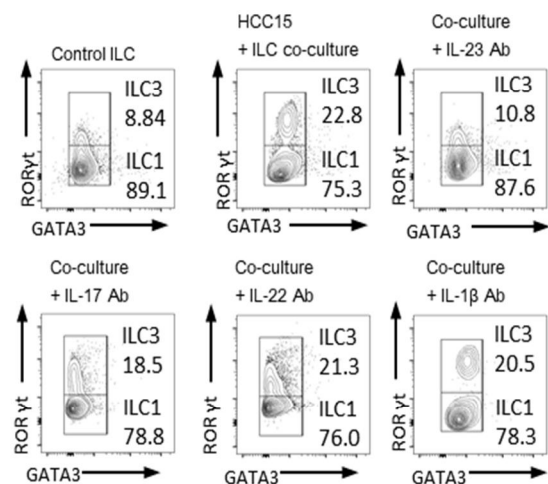 Control ILC
ILC3
8.84
ILC1
89.1
RORγt
GATA3
HCC15
+ ILC co-culture
ILC3
22.8
ILC1
75.3
RORγt
GATA3
Co-culture
+ IL-23 Ab
ILC3
10.8
ILC1
87.6
RORγt
GATA3
Co-culture
+ IL-17 Ab
ILC3
18.5
ILC1
78.8
ROR γt
GATA3
Co-culture
+ IL-22 Ab
ILC3
21.3
ILC1
76.0
ROR γt
GATA3
Co-culture
+ IL-1β Ab
ILC3
20.5
ILC1
78.3
ROR γt
GATA3